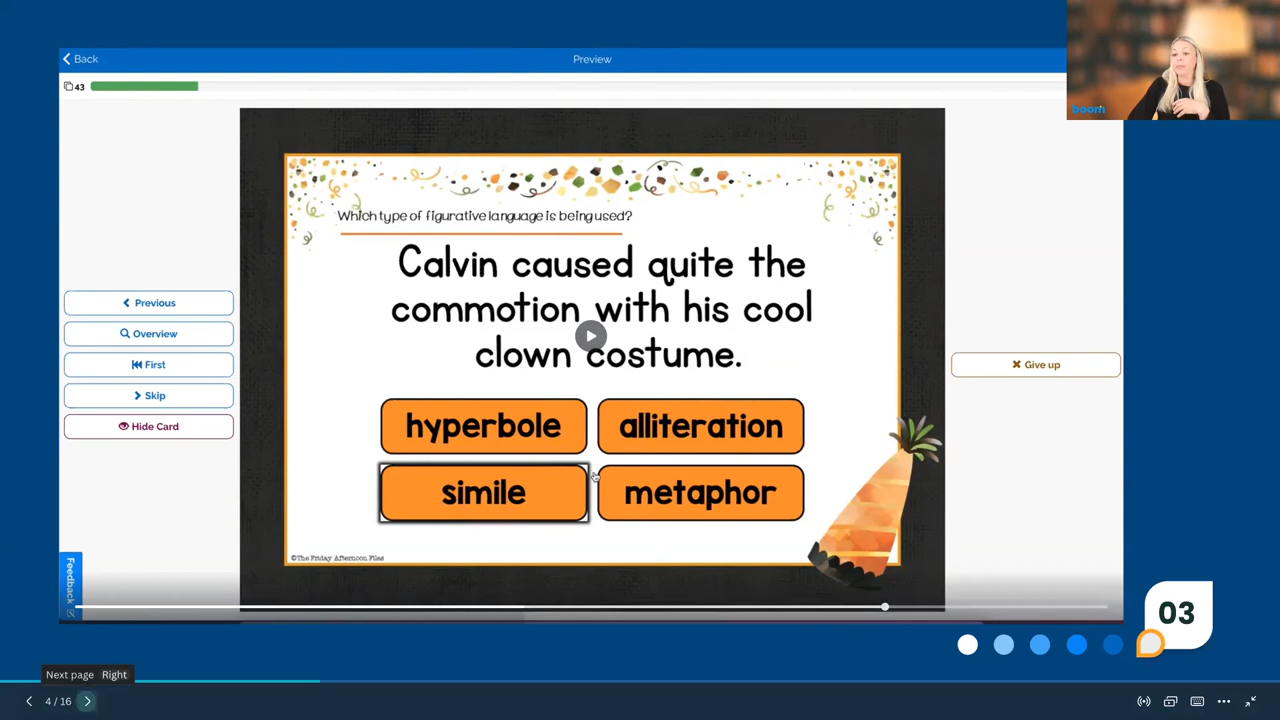 Back
Preview
43
boom
Which type of figurative language is being used?
Calvin caused quite the
commotion with his cool
clown costume.
Previous
Overview
First
Skip
Hide Card
Give up
hyperbole
alliteration
simile
metaphor
©The Friday Afternoon Files
Feedback
03
Next page Right
4 / 16